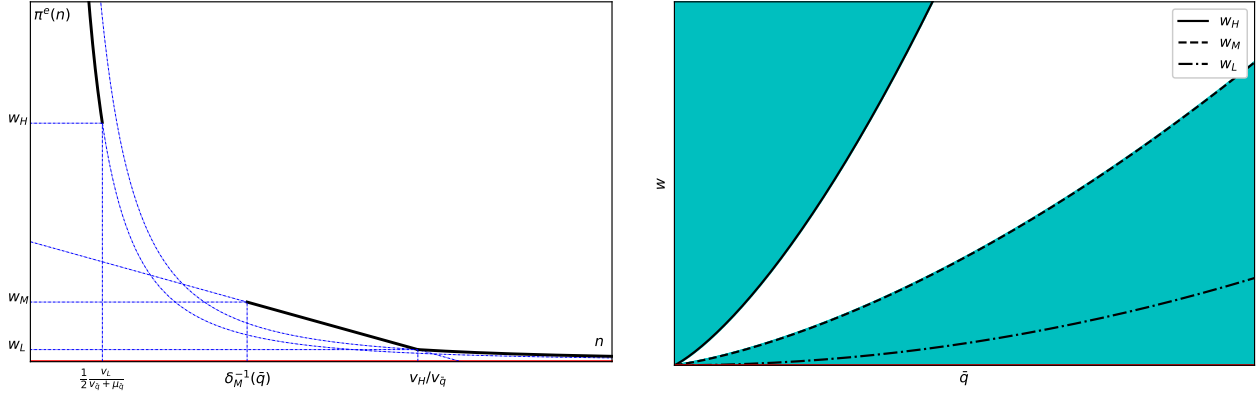 π^e(n)
w_H
w_M
w_L
n
1/2 v_L/(v_q̄ + μ_q̄)
δ_M^{-1}(q̄)
v_H/v_q̄
w
w_H
w_M
w_L
q̄